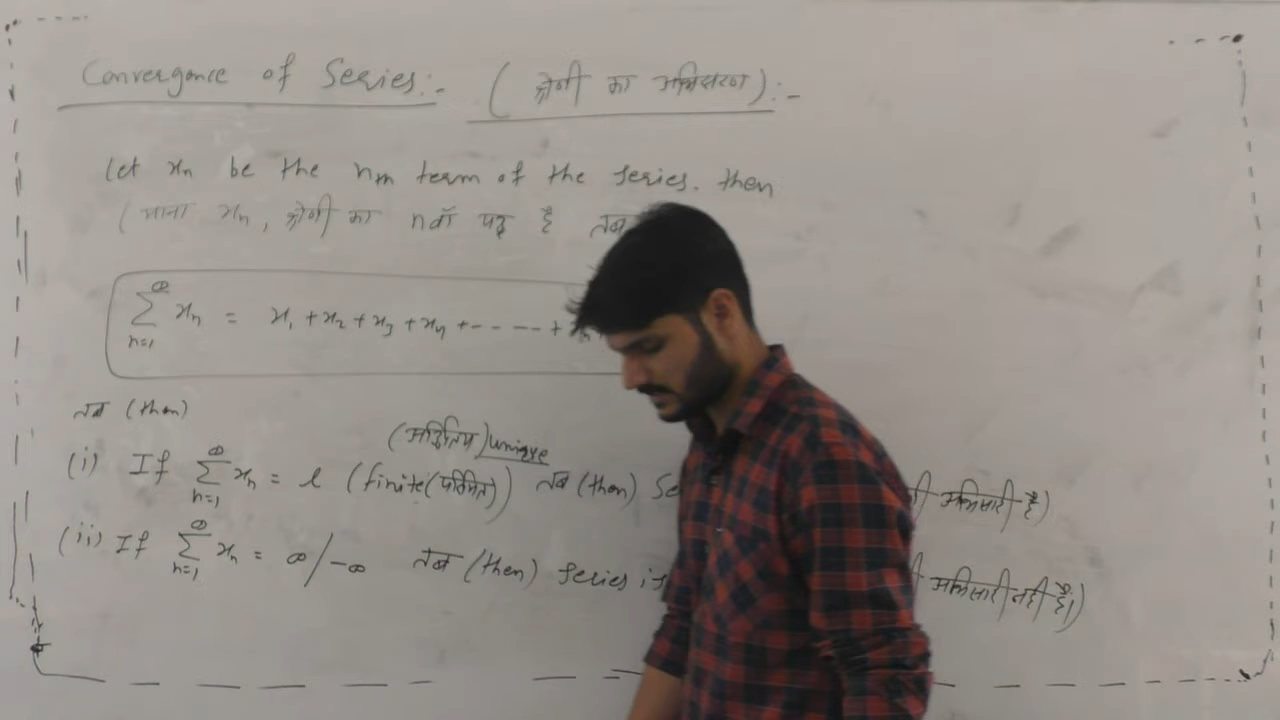 Convergance of Series:- ( श्रेणी का अभिसरण ):-
Let xn be the nth term of the series. then
( माना xn, श्रेणी का nवाँ पद है तब
∑ n=1 ∞ xn = x1 + x2 + x3 + x4 + ------ +
तब (then)
(अद्वितिय) unique
(i) If ∑ n=1 ∞ xn = l (finite(परिमित)) तब (then) Se अभिसारी है)
(ii) If ∑ n=1 ∞ xn = ∞/-∞ तब (then) series is अभिसारी नहीं है।)